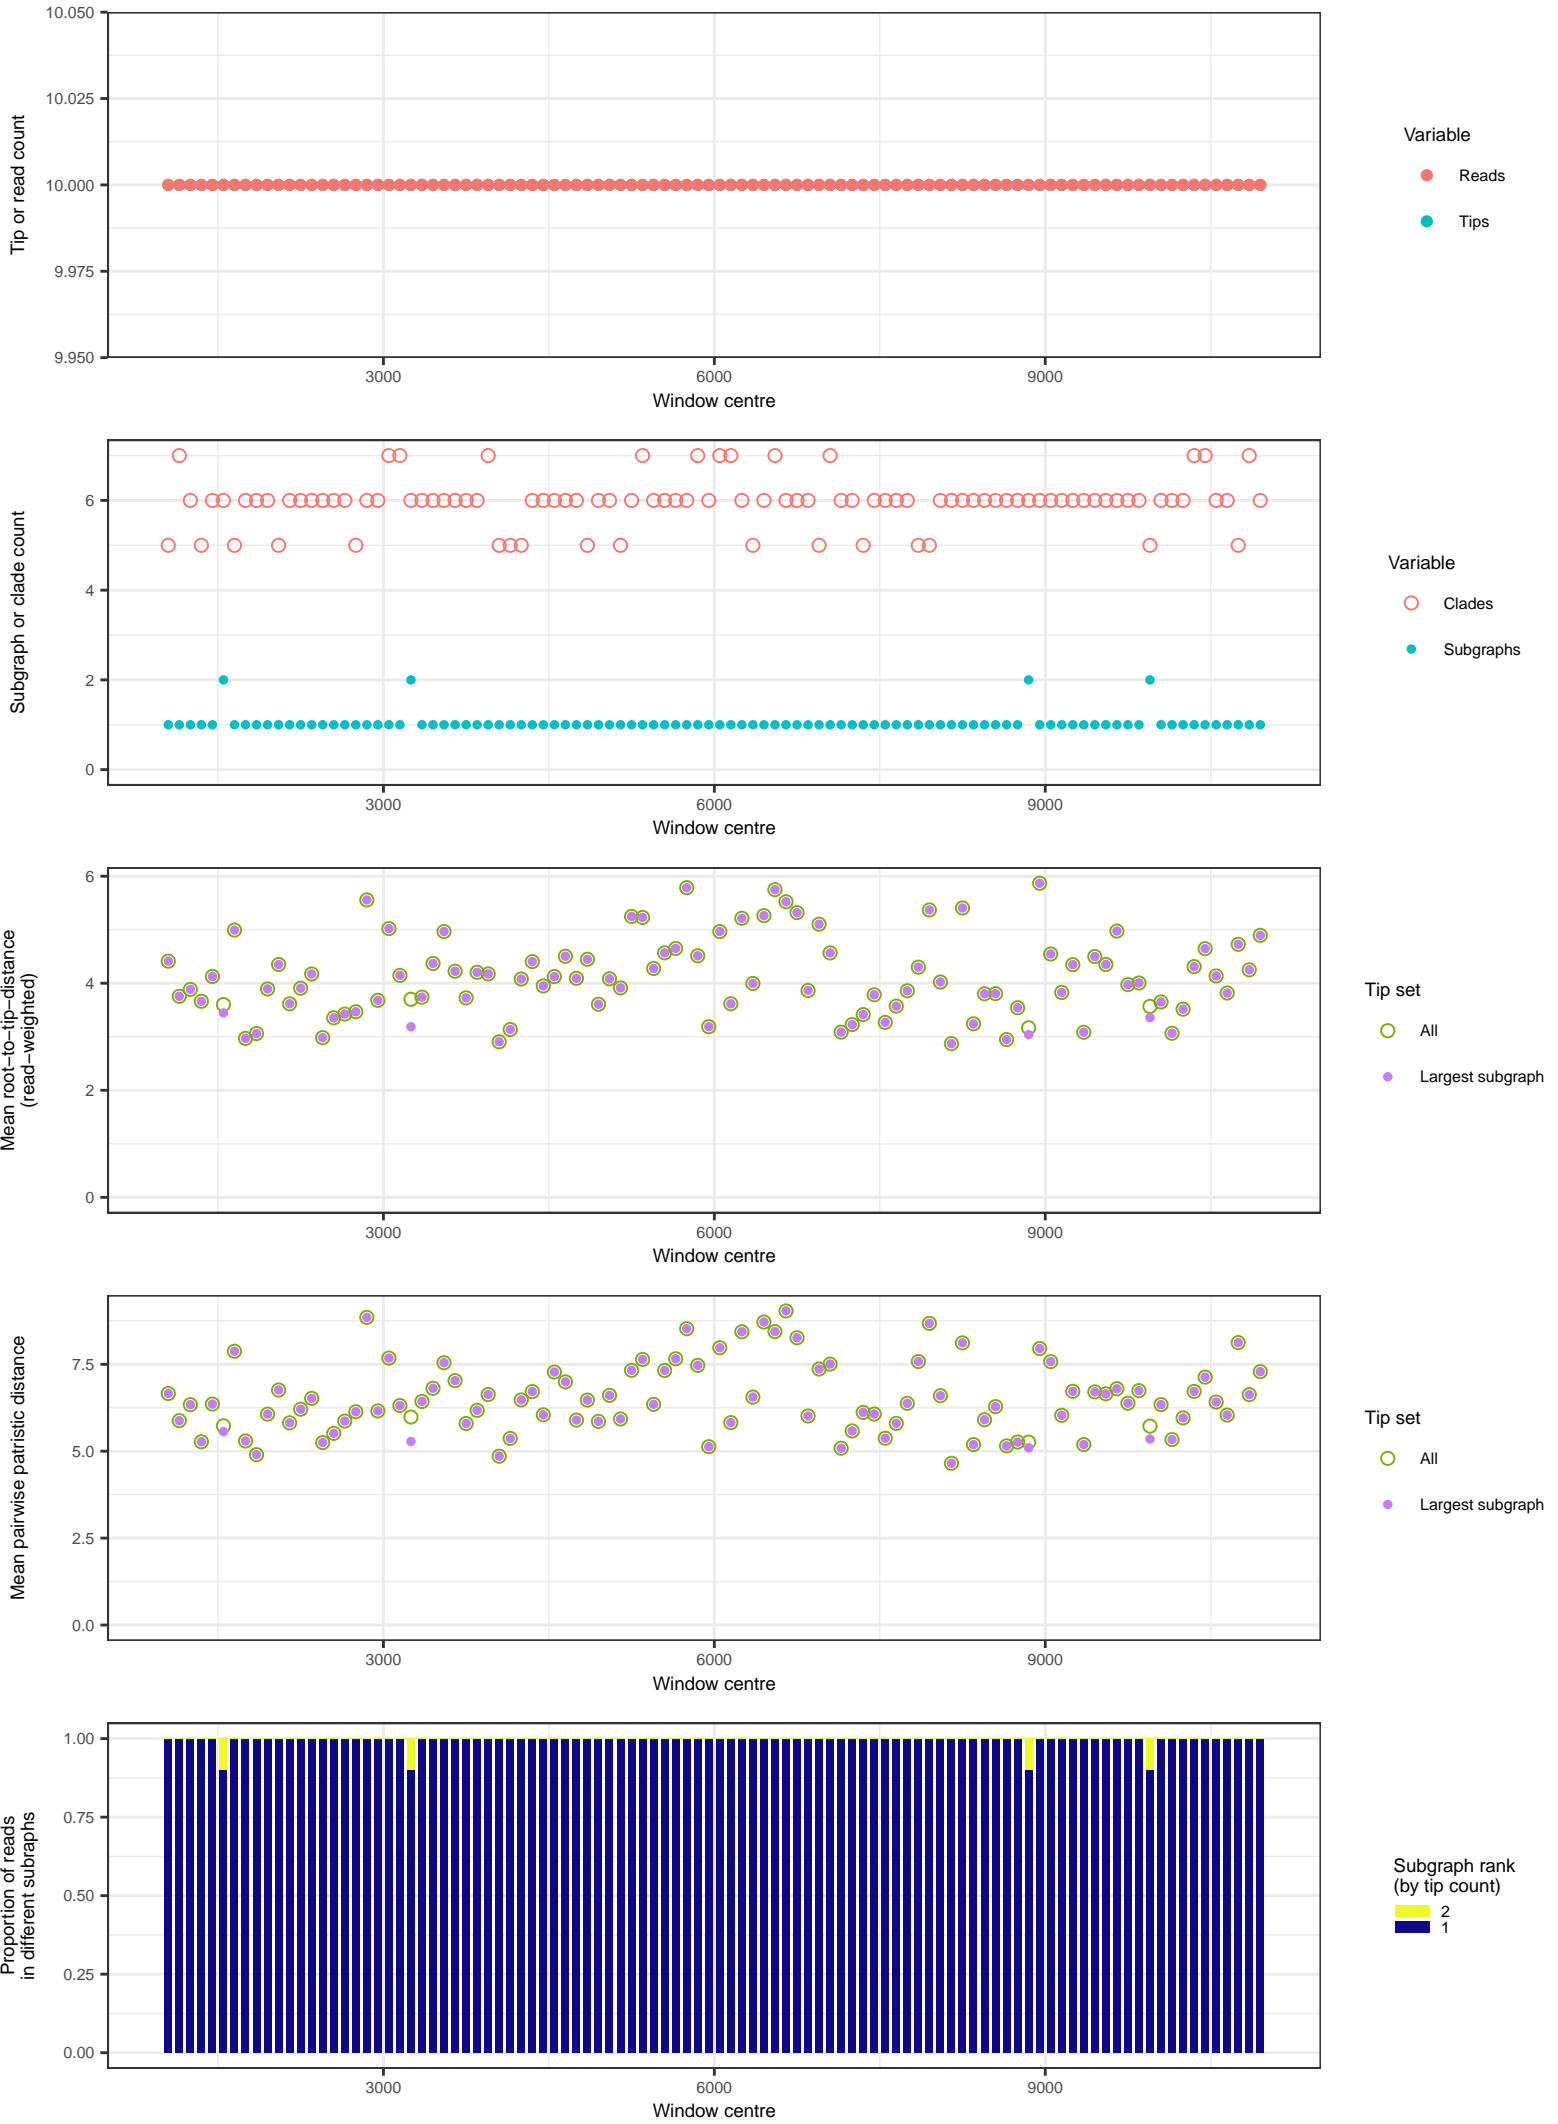 10.050
10.025
10.000
9.975
9.950
Tip or read count
3000 6000 9000
Window centre
Variable
Reads
Tips
6
4
2
0
Subgraph or clade count
3000 6000 9000
Window centre
Variable
Clades
Subgraphs
6
4
2
0
Mean root−to−tip−distance
(read−weighted)
3000 6000 9000
Window centre
Tip set
All
Largest subgraph
7.5
5.0
2.5
0.0
Mean pairwise patristic distance
3000 6000 9000
Window centre
Tip set
All
Largest subgraph
1.00
0.75
0.50
0.25
0.00
Proportion of reads
in different subraphs
3000 6000 9000
Window centre
Subgraph rank
(by tip count)
2
1